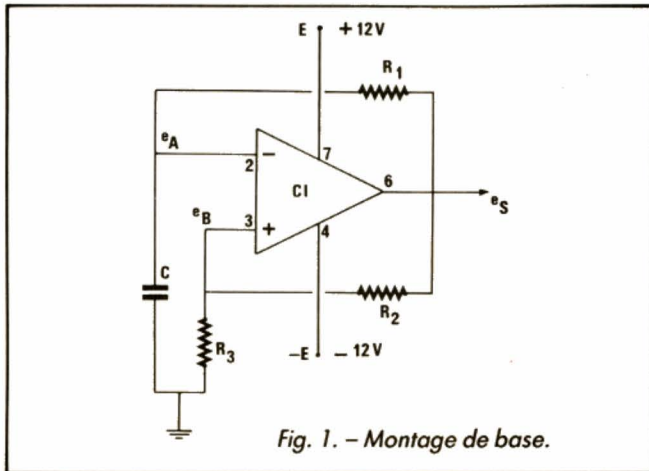 E + 12V
R1
eA
7
2 −
CI
6
eS
eB
3 +
4
C
R2
R3
−E − 12V
Fig. 1. – Montage de base.